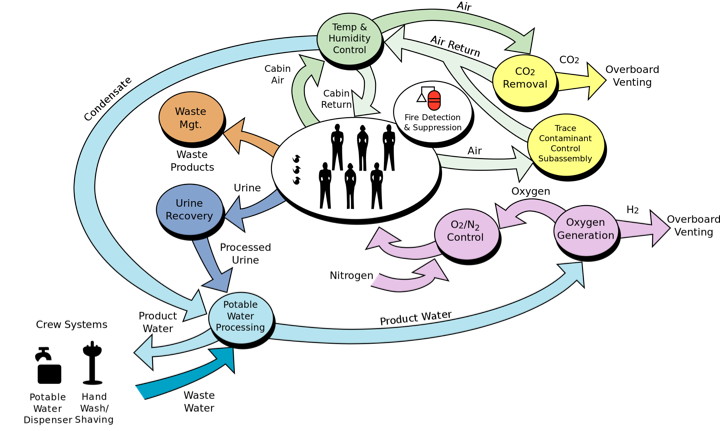 Air
Temp &
Humidity
Control
Air Return
CO2
Removal
CO2
Overboard
Venting
Cabin
Air
Cabin
Return
Condensate
Waste
Mgt.
Waste
Products
Fire Detection
& Suppression
Trace
Contaminant
Control
Subassembly
Air
Urine
Urine
Recovery
Processed
Urine
Oxygen
O2/N2
Control
Oxygen
Generation
H2
Overboard
Venting
Nitrogen
Potable
Water
Processing
Product
Water
Product Water
Crew Systems
Potable
Water
Dispenser
Hand
Wash/
Shaving
Waste
Water